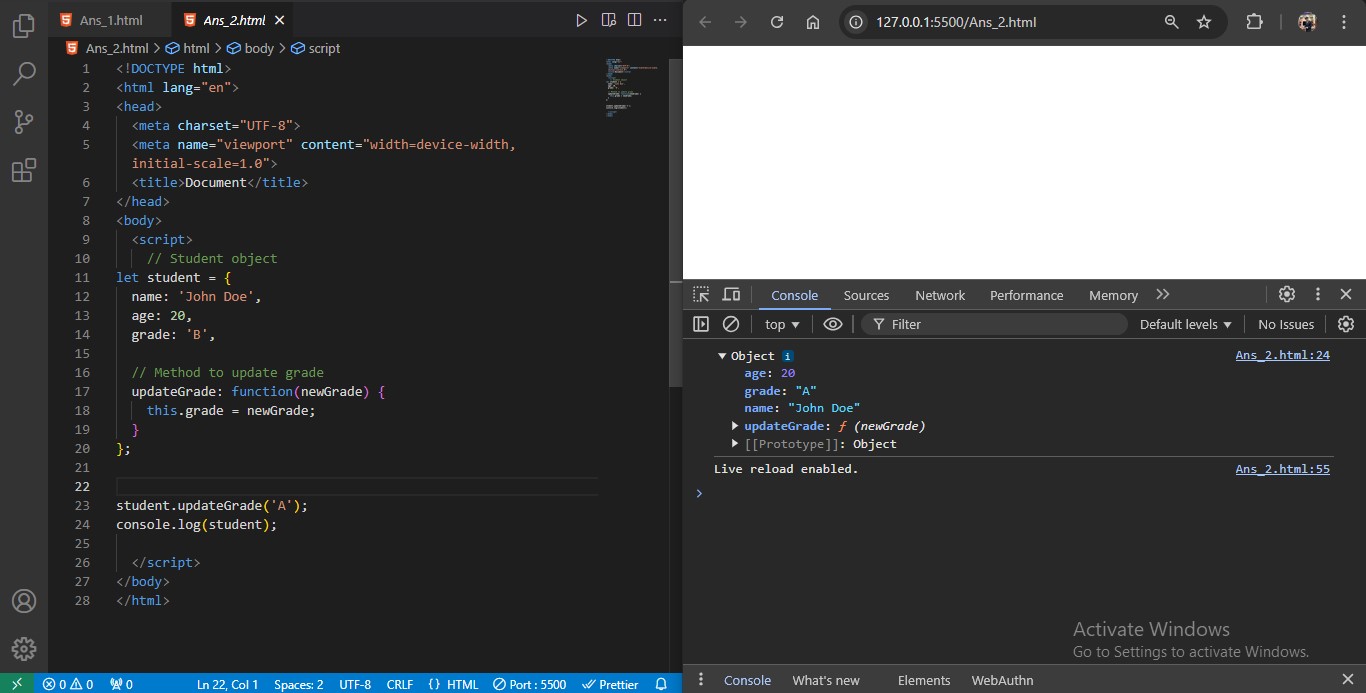 Ans_1.html
Ans_2.html
Ans_2.html > html > body > script
1 <!DOCTYPE html>
2 <html lang="en">
3 <head>
4 <meta charset="UTF-8">
5 <meta name="viewport" content="width=device-width,
initial-scale=1.0">
6 <title>Document</title>
7 </head>
8 <body>
9 <script>
10 // Student object
11 let student = {
12 name: 'John Doe',
13 age: 20,
14 grade: 'B',
15
16 // Method to update grade
17 updateGrade: function(newGrade) {
18 this.grade = newGrade;
19 }
20 };
21
22
23 student.updateGrade('A');
24 console.log(student);
25
26 </script>
27 </body>
28 </html>
0 0 0 Ln 22, Col 1 Spaces: 2 UTF-8 CRLF {} HTML Port : 5500 Prettier
127.0.0.1:5500/Ans_2.html
Console Sources Network Performance Memory
top Filter Default levels No Issues
Object i Ans_2.html:24
age: 20
grade: "A"
name: "John Doe"
updateGrade: ƒ (newGrade)
[[Prototype]]: Object
Live reload enabled. Ans_2.html:55
Activate Windows
Go to Settings to activate Windows.
Console What's new Elements WebAuthn